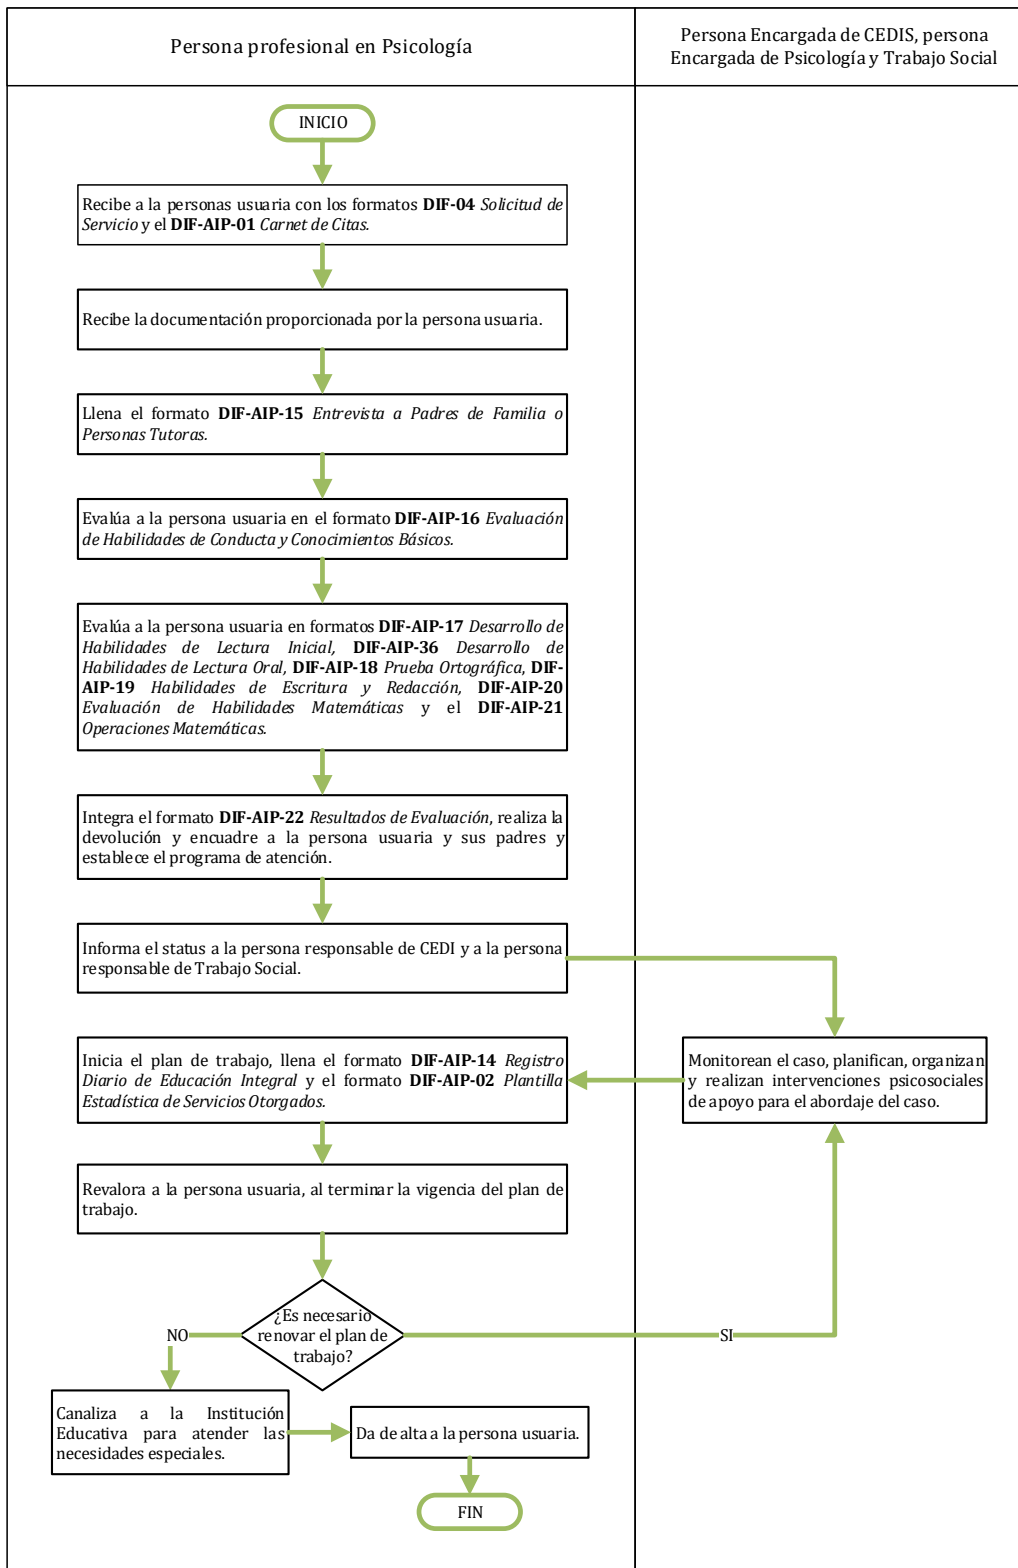 Persona profesional en Psicología
Persona Encargada de CEDIS, persona
Encargada de Psicología y Trabajo Social
INICIO
Recibe a la personas usuaria con los formatos DIF-04 Solicitud de
Servicio y el DIF-AIP-01 Carnet de Citas.
Recibe la documentación proporcionada por la persona usuaria.
Llena el formato DIF-AIP-15 Entrevista a Padres de Familia o
Personas Tutoras.
Evalúa a la persona usuaria en el formato DIF-AIP-16 Evaluación
de Habilidades de Conducta y Conocimientos Básicos.
Evalúa a la persona usuaria en formatos DIF-AIP-17 Desarrollo de
Habilidades de Lectura Inicial, DIF-AIP-36 Desarrollo de
Habilidades de Lectura Oral, DIF-AIP-18 Prueba Ortográfica, DIF-
AIP-19 Habilidades de Escritura y Redacción, DIF-AIP-20
Evaluación de Habilidades Matemáticas y el DIF-AIP-21
Operaciones Matemáticas.
Integra el formato DIF-AIP-22 Resultados de Evaluación, realiza la
devolución y encuadre a la persona usuaria y sus padres y
establece el programa de atención.
Informa el status a la persona responsable de CEDI y a la persona
responsable de Trabajo Social.
Monitorean el caso, planifican, organizan
y realizan intervenciones psicosociales
de apoyo para el abordaje del caso.
Inicia el plan de trabajo, llena el formato DIF-AIP-14 Registro
Diario de Educación Integral y el formato DIF-AIP-02 Plantilla
Estadística de Servicios Otorgados.
Revalora a la persona usuaria, al terminar la vigencia del plan de
trabajo.
¿Es necesario
renovar el plan de
trabajo?
NO
SI
Canaliza a la Institución
Educativa para atender las
necesidades especiales.
Da de alta a la persona usuaria.
FIN